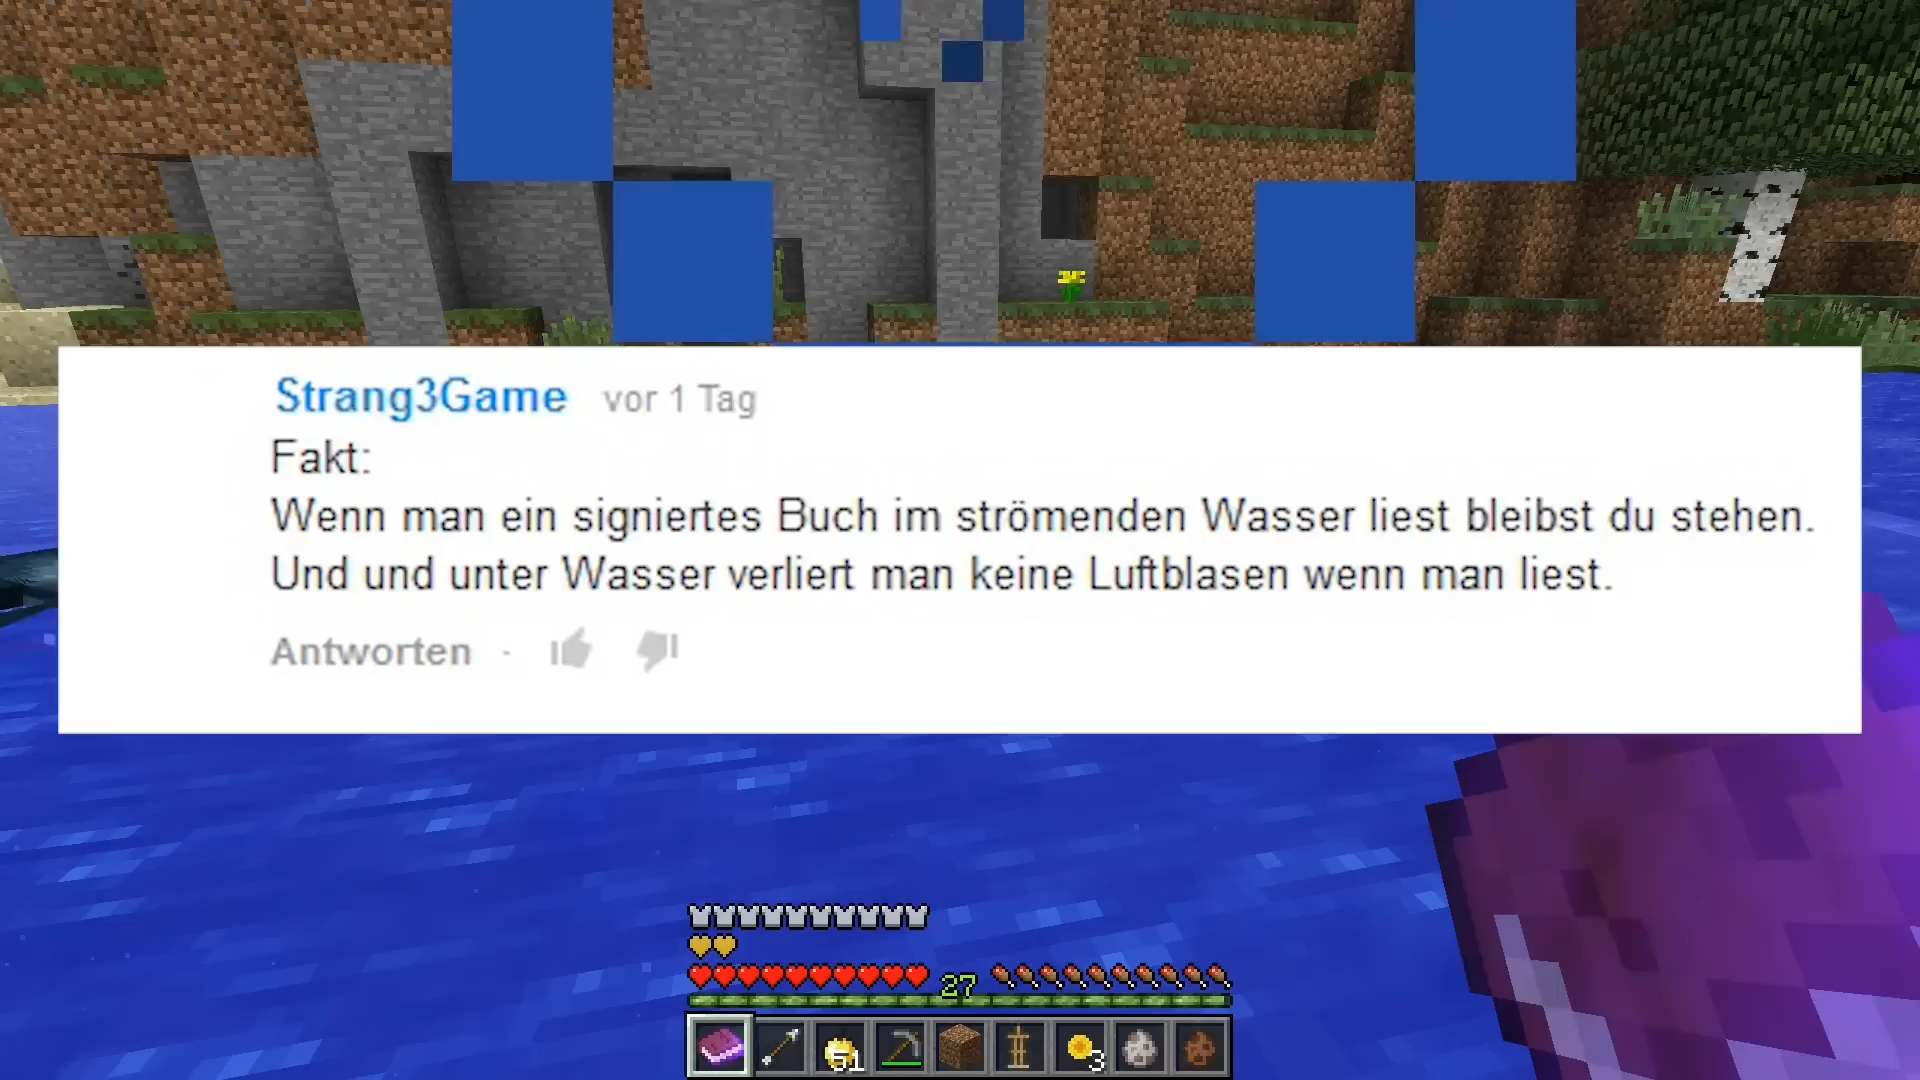 Strang3Game vor 1 Tag
Fakt:
Wenn man ein signiertes Buch im strömenden Wasser liest bleibst du stehen.
Und und unter Wasser verliert man keine Luftblasen wenn man liest.
Antworten ·
27
51
3